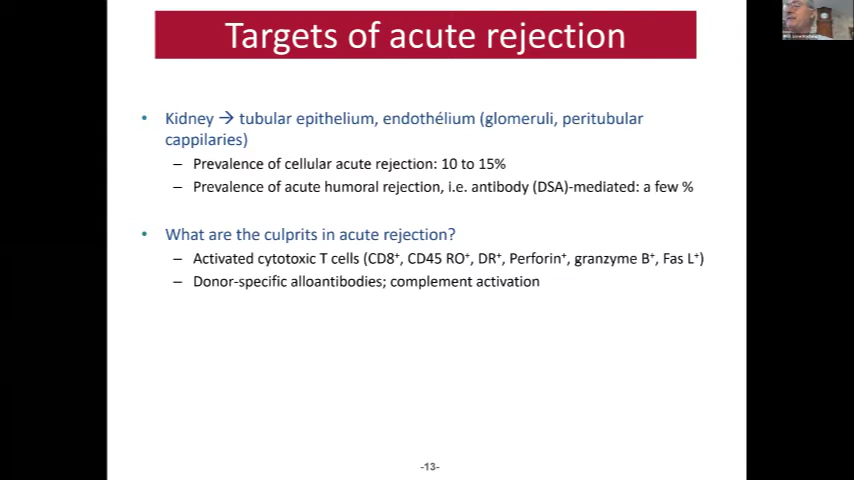 Targets of acute rejection
• Kidney → tubular epithelium, endothélium (glomeruli, peritubular
cappilaries)
– Prevalence of cellular acute rejection: 10 to 15%
– Prevalence of acute humoral rejection, i.e. antibody (DSA)-mediated: a few %
• What are the culprits in acute rejection?
– Activated cytotoxic T cells (CD8⁺, CD45 RO⁺, DR⁺, Perforin⁺, granzyme B⁺, Fas L⁺)
– Donor-specific alloantibodies; complement activation
-13-